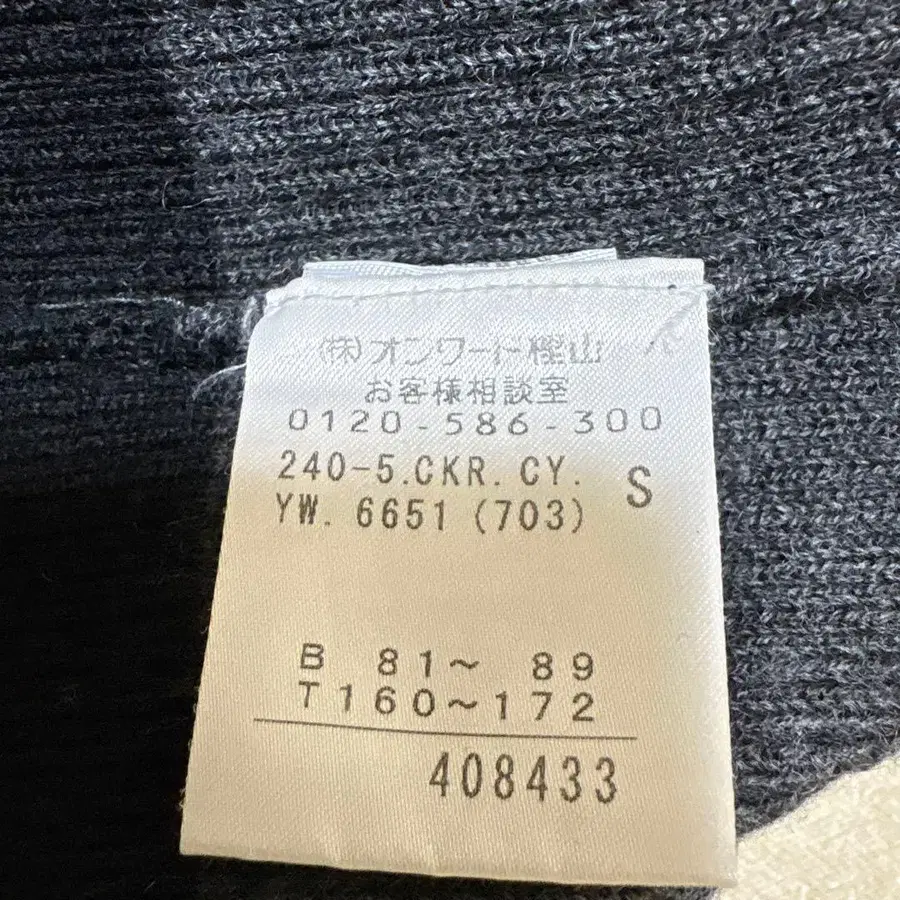 (株)オンワード樫山
お客様相談室
0120-586-300
240-5.CKR.CY.
YW.6651(703)
S
B 81~ 89
T160~172
408433